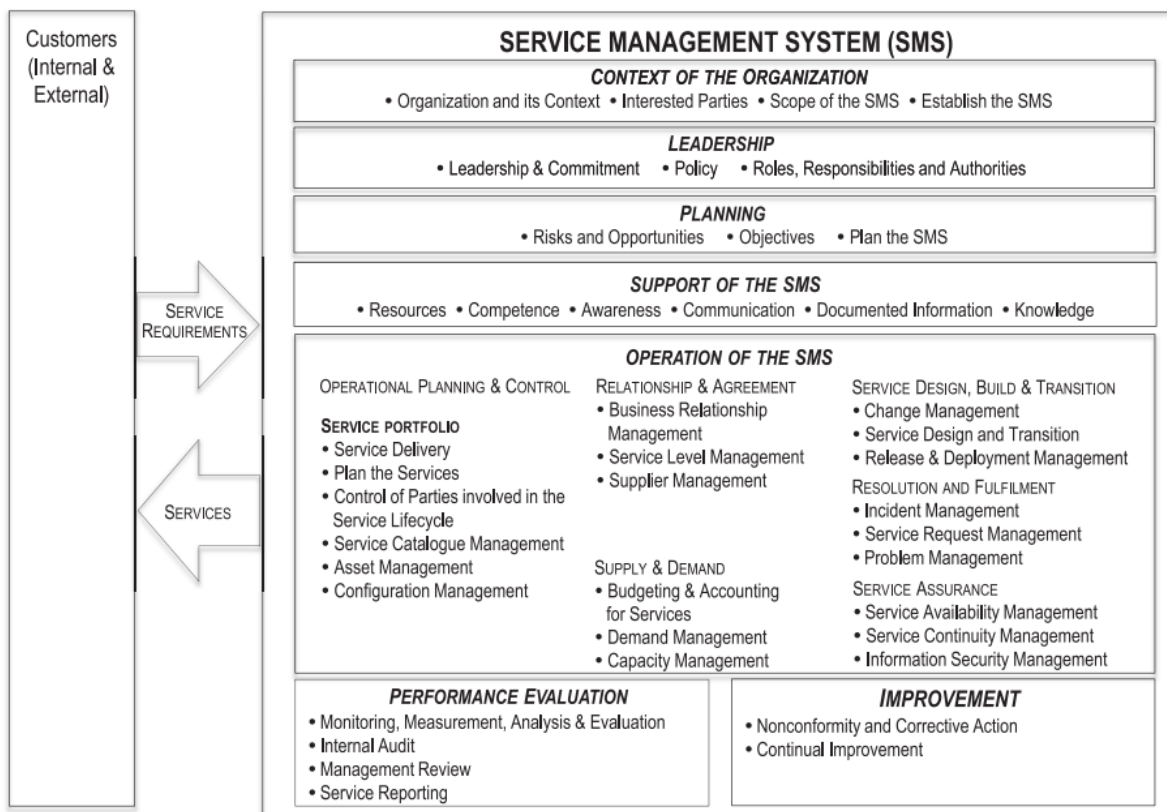 Customers
(Internal &
External)
SERVICE MANAGEMENT SYSTEM (SMS)
CONTEXT OF THE ORGANIZATION
• Organization and its Context • Interested Parties • Scope of the SMS • Establish the SMS
LEADERSHIP
• Leadership & Commitment • Policy • Roles, Responsibilities and Authorities
PLANNING
• Risks and Opportunities • Objectives • Plan the SMS
SUPPORT OF THE SMS
• Resources • Competence • Awareness • Communication • Documented Information • Knowledge
SERVICE
REQUIREMENTS
SERVICES
OPERATION OF THE SMS
OPERATIONAL PLANNING & CONTROL
SERVICE PORTFOLIO
• Service Delivery
• Plan the Services
• Control of Parties involved in the
Service Lifecycle
• Service Catalogue Management
• Asset Management
• Configuration Management
RELATIONSHIP & AGREEMENT
• Business Relationship
Management
• Service Level Management
• Supplier Management
SUPPLY & DEMAND
• Budgeting & Accounting
for Services
• Demand Management
• Capacity Management
SERVICE DESIGN, BUILD & TRANSITION
• Change Management
• Service Design and Transition
• Release & Deployment Management
RESOLUTION AND FULFILMENT
• Incident Management
• Service Request Management
• Problem Management
SERVICE ASSURANCE
• Service Availability Management
• Service Continuity Management
• Information Security Management
PERFORMANCE EVALUATION
• Monitoring, Measurement, Analysis & Evaluation
• Internal Audit
• Management Review
• Service Reporting
IMPROVEMENT
• Nonconformity and Corrective Action
• Continual Improvement